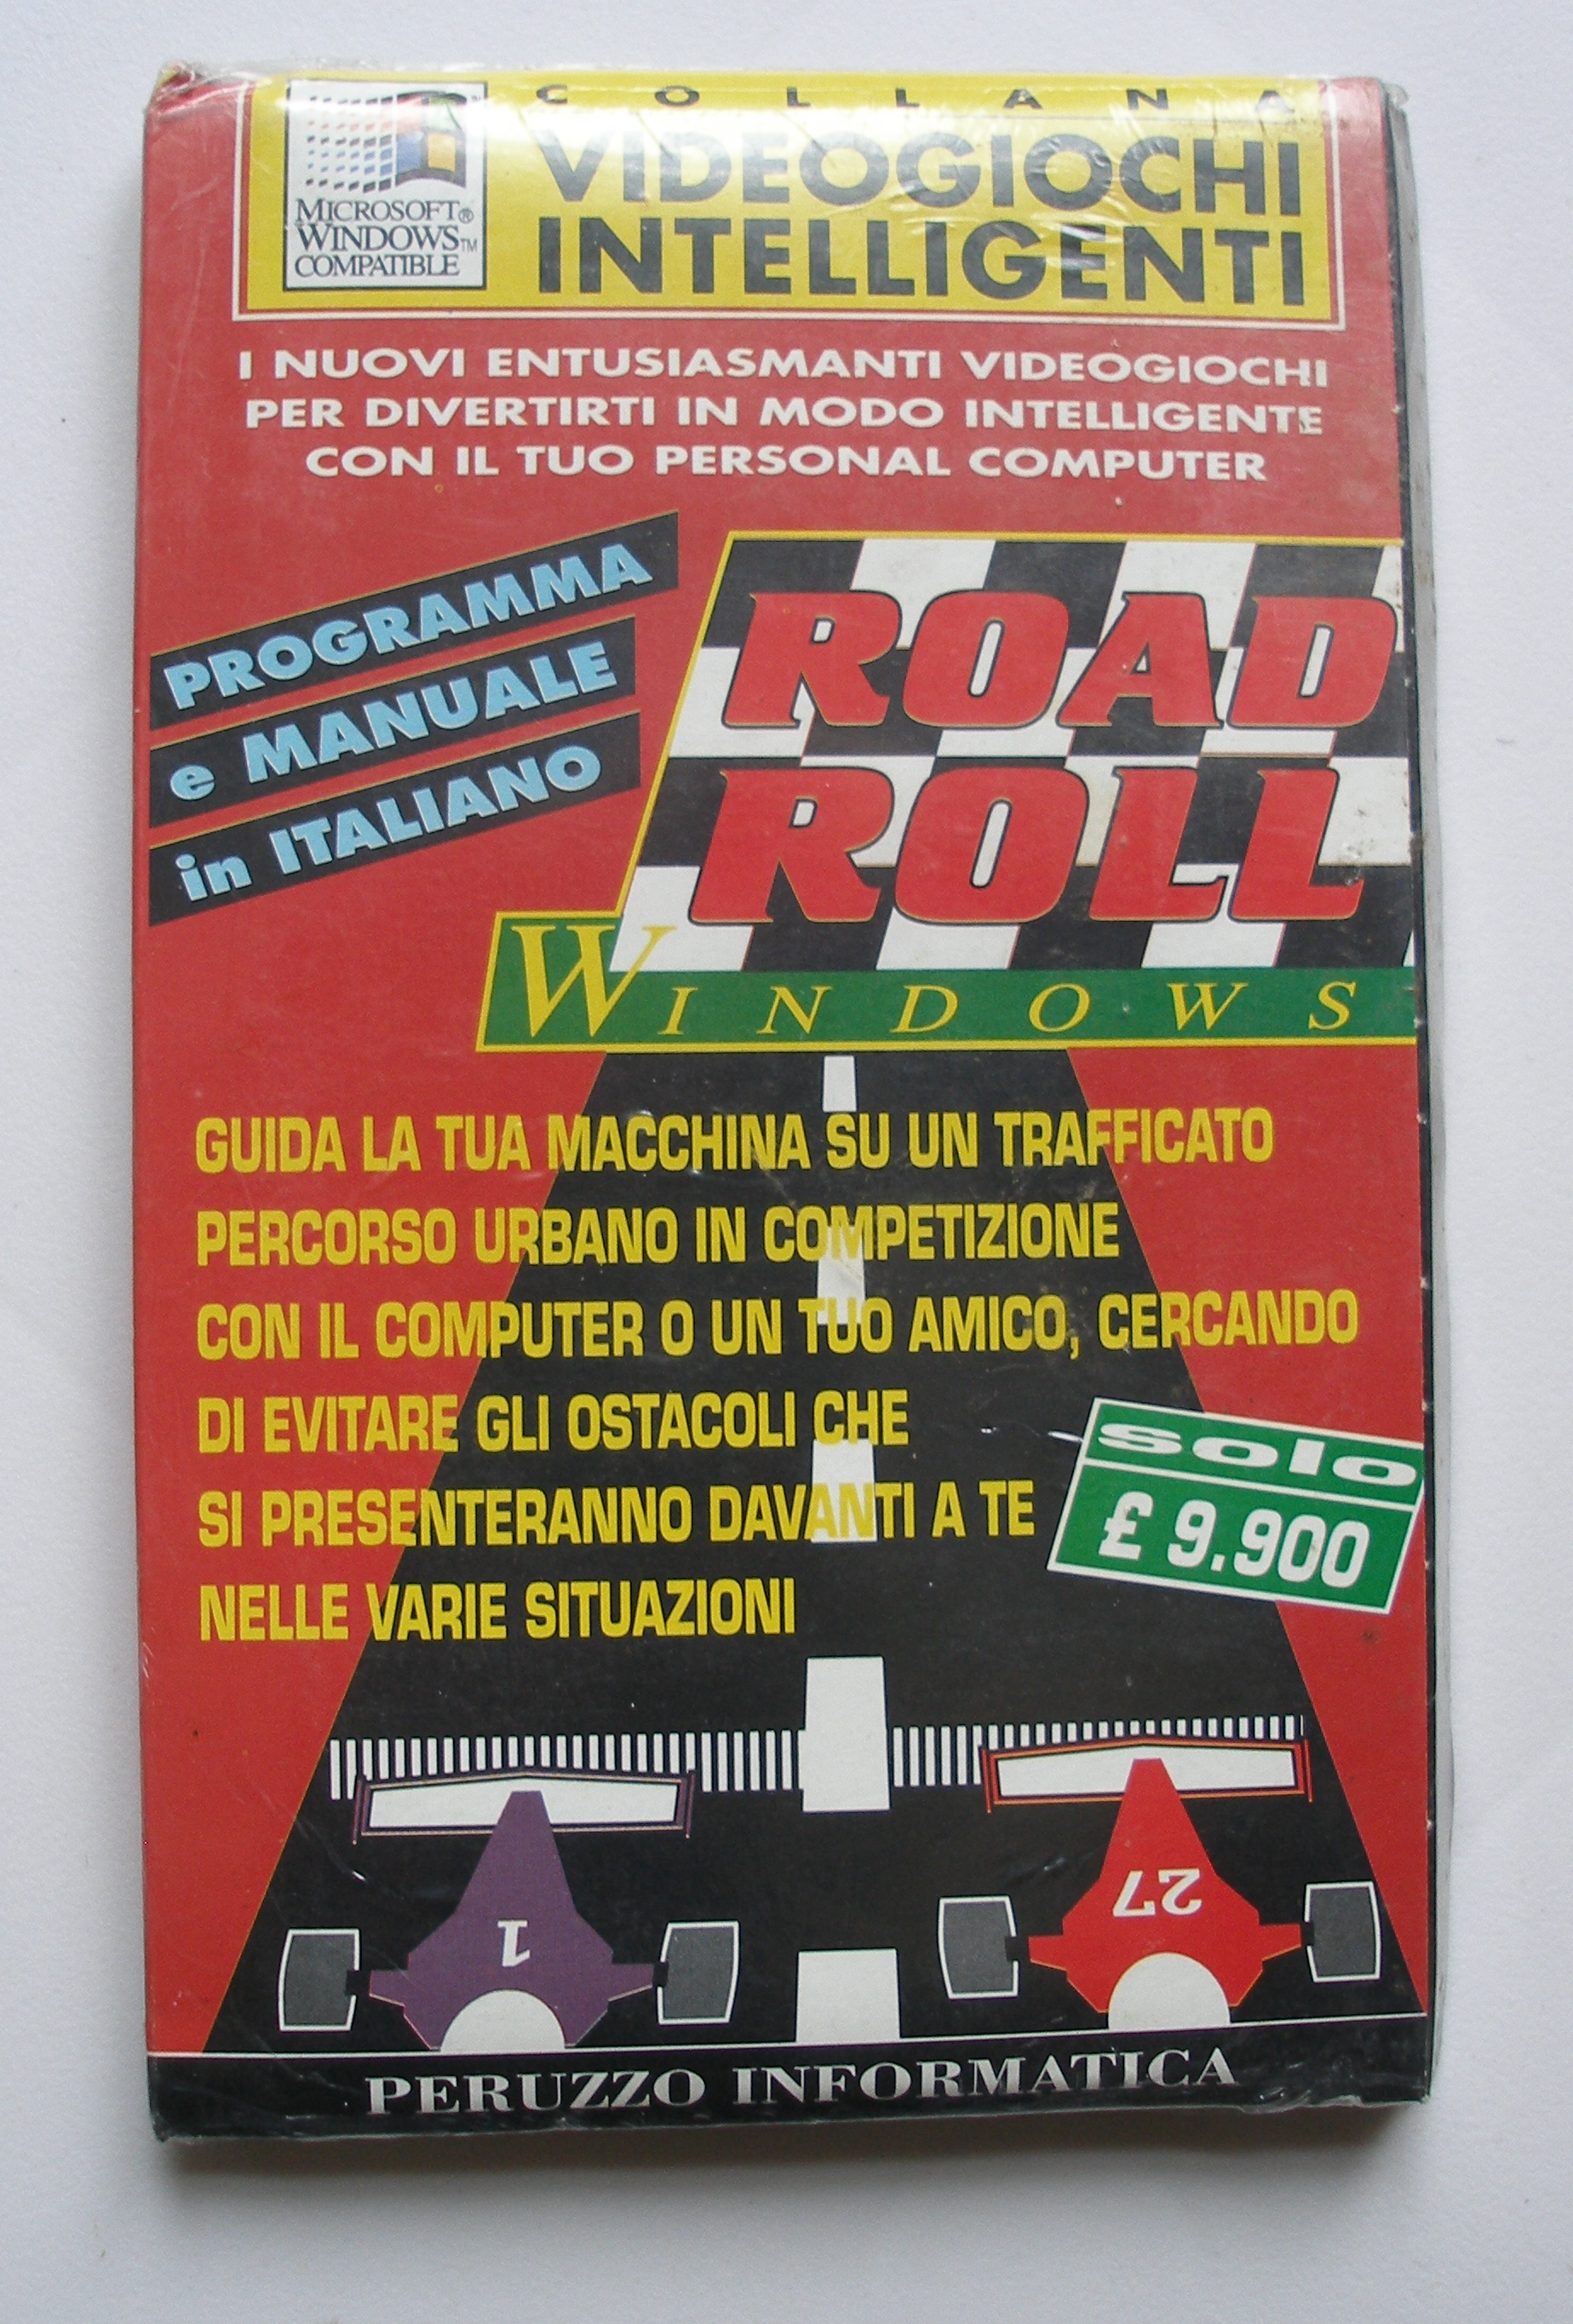 COLLANA
VIDEOGIOCHI
INTELLIGENTI
MICROSOFT®
WINDOWS™
COMPATIBLE
I NUOVI ENTUSIASMANTI VIDEOGIOCHI
PER DIVERTIRTI IN MODO INTELLIGENTE
CON IL TUO PERSONAL COMPUTER
PROGRAMMA
e MANUALE
in ITALIANO
ROAD
ROLL
WINDOWS
GUIDA LA TUA MACCHINA SU UN TRAFFICATO
PERCORSO URBANO IN COMPETIZIONE
CON IL COMPUTER O UN TUO AMICO, CERCANDO
DI EVITARE GLI OSTACOLI CHE
SI PRESENTERANNO DAVANTI A TE
NELLE VARIE SITUAZIONI
solo
£ 9.900
1
27
PERUZZO INFORMATICA